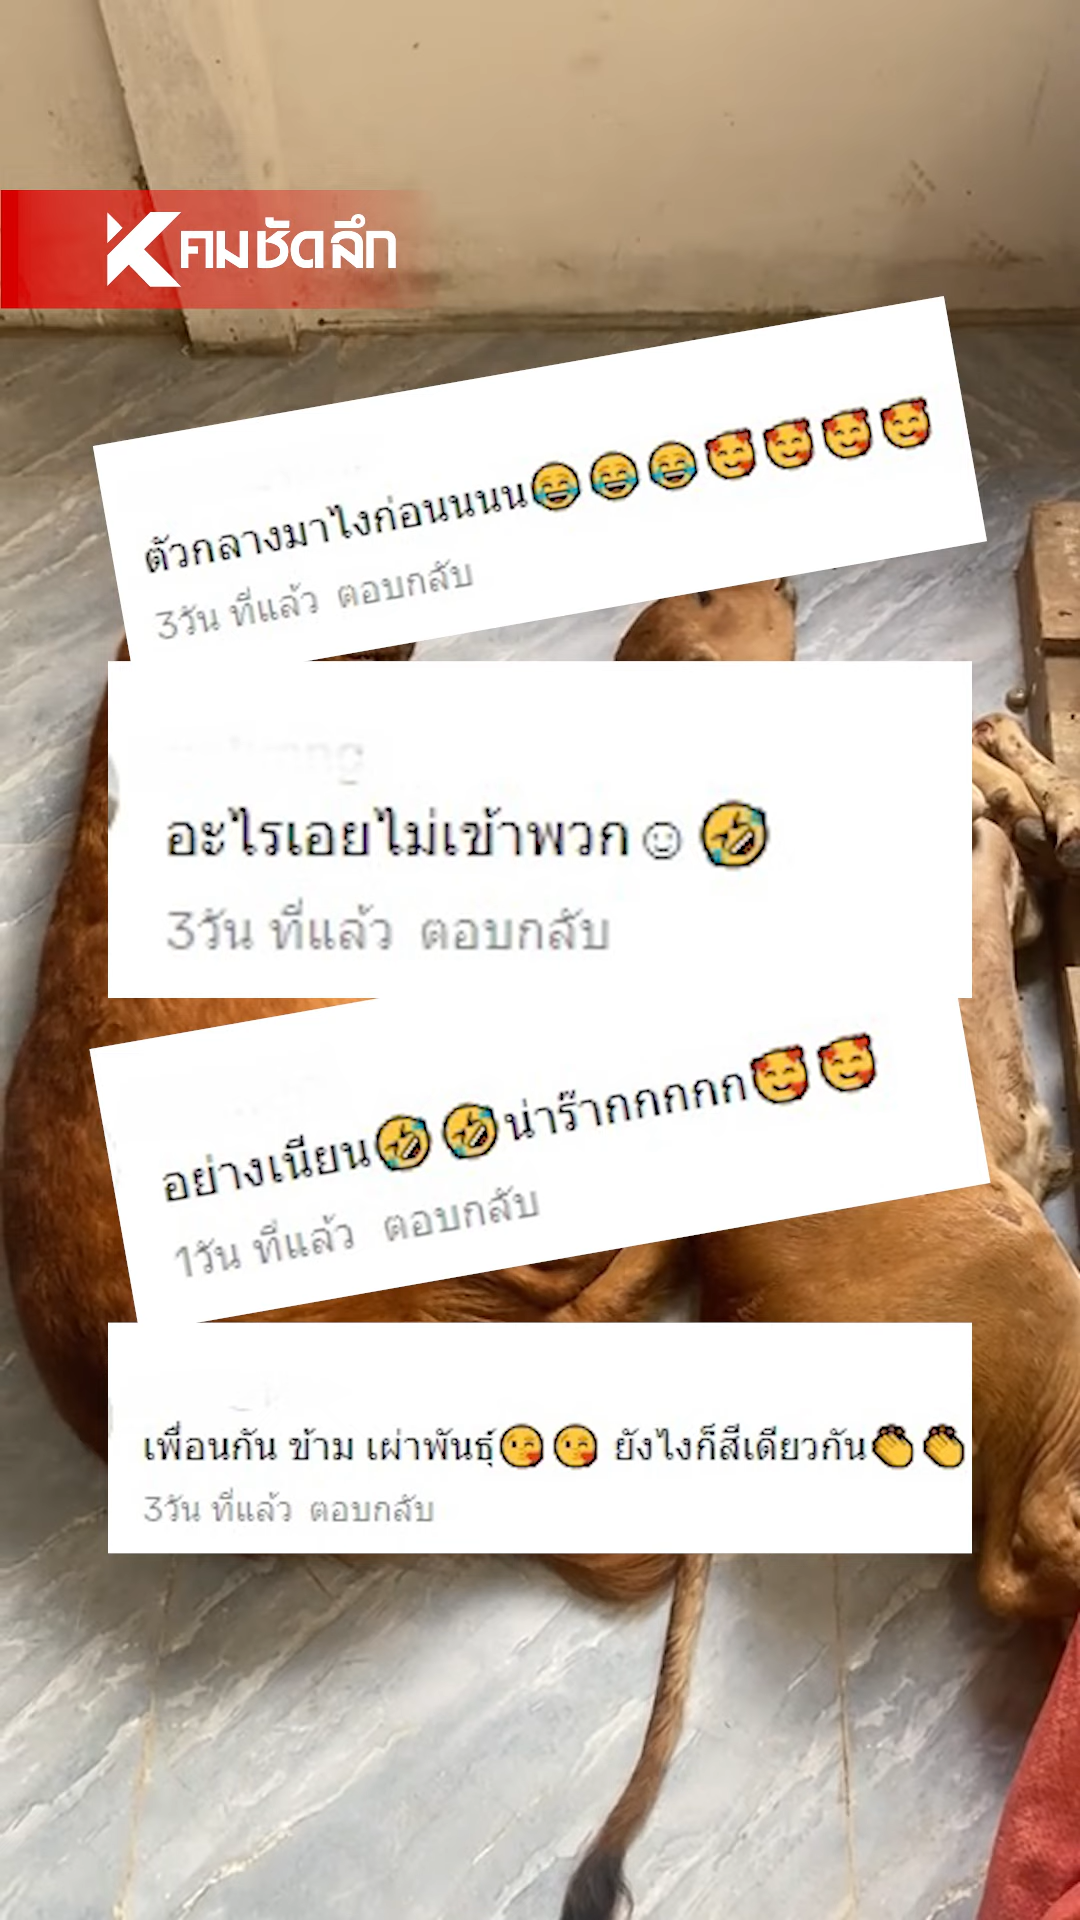 คมชัดลึก
ตัวกลางมาไงก่อนนนน😂😂😂🥰🥰🥰🥰
3วัน ที่แล้ว ตอบกลับ
อะไรเอยไม่เข้าพวก☺🤣
3วัน ที่แล้ว ตอบกลับ
อย่างเนียน🤣🤣น่าร๊ากกกกก🥰🥰
1วัน ที่แล้ว ตอบกลับ
เพื่อนกัน ข้าม เผ่าพันธุ์😘😘 ยังไงก็สีเดียวกัน👏👏
3วัน ที่แล้ว ตอบกลับ